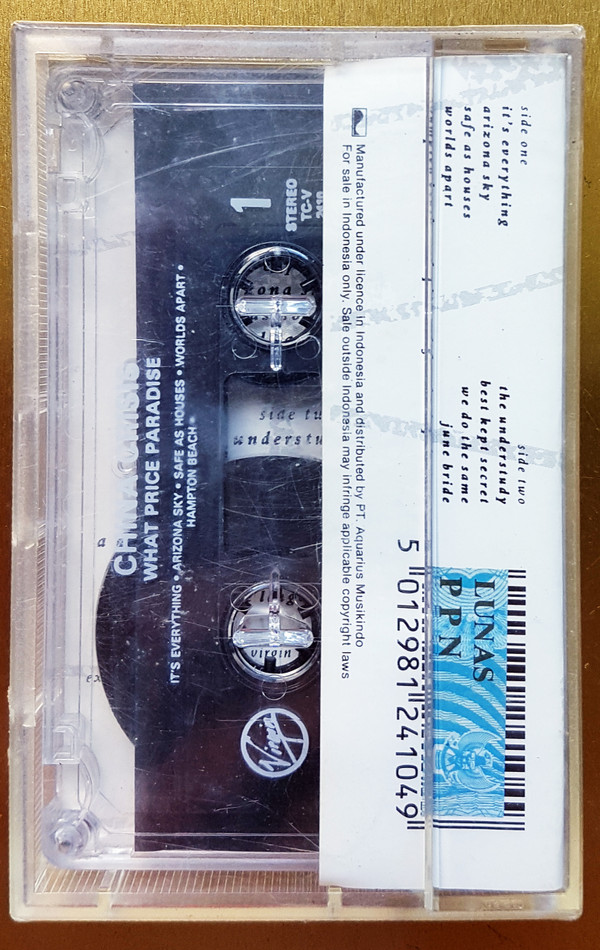 side one
it's everything
arizona sky
safe as houses
worlds apart
side two
the understudy
best kept secret
we do the same
june bride
LUNAS
PPN
5 012981 241049
Manufactured under licence in Indonesia and distributed by PT. Aquarius Musikindo
For sale in Indonesia only. Sale outside Indonesia may infringe applicable copyright laws
1
STEREO
TC-V
WHAT PRICE PARADISE
IT'S EVERYTHING • ARIZONA SKY • SAFE AS HOUSES • WORLDS APART •
HAMPTON BEACH •
Virgin
side tw
understu
virgin